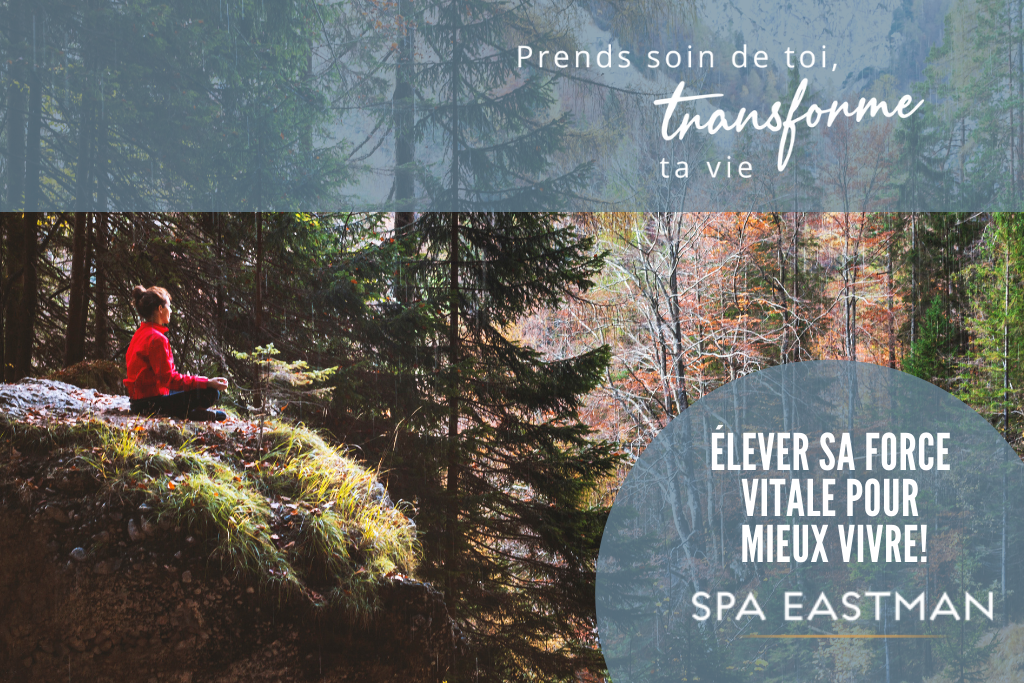 Prends soin de toi,
transforme
ta vie
ÉLEVER SA FORCE
VITALE POUR
MIEUX VIVRE!
SPA EASTMAN